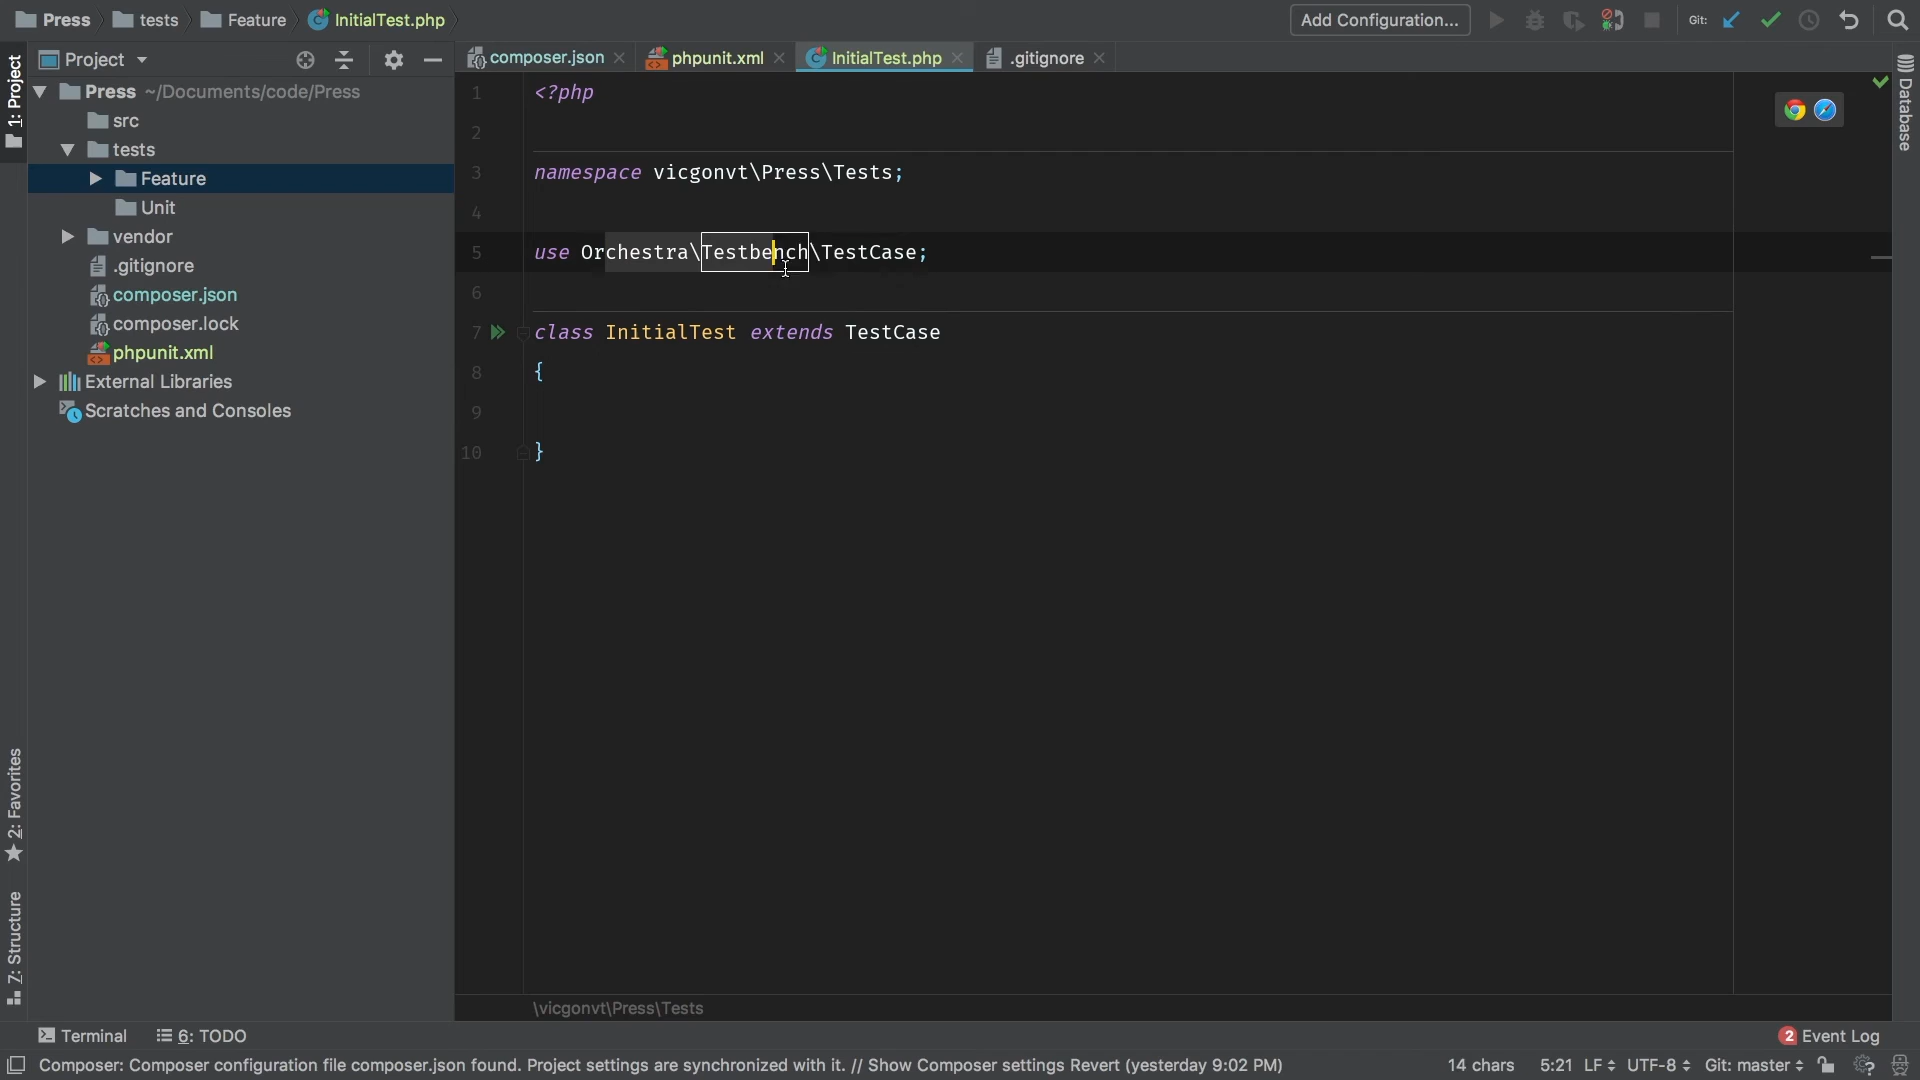 Press tests Feature InitialTest.php Add Configuration... Git:
1: Project
Project
composer.json phpunit.xml InitialTest.php .gitignore
Press ~/Documents/code/Press
src
tests
Feature
Unit
vendor
.gitignore
composer.json
composer.lock
phpunit.xml
External Libraries
Scratches and Consoles
1 <?php
2
3 namespace vicgonvt\Press\Tests;
4
5 use Orchestra\Testbench\TestCase;
6
7 class InitialTest extends TestCase
8 {
9
10 }
\vicgonvt\Press\Tests
Database
2: Favorites
Z: Structure
Terminal 6: TODO 2 Event Log
Composer: Composer configuration file composer.json found. Project settings are synchronized with it. // Show Composer settings Revert (yesterday 9:02 PM) 14 chars 5:21 LF UTF-8 Git: master